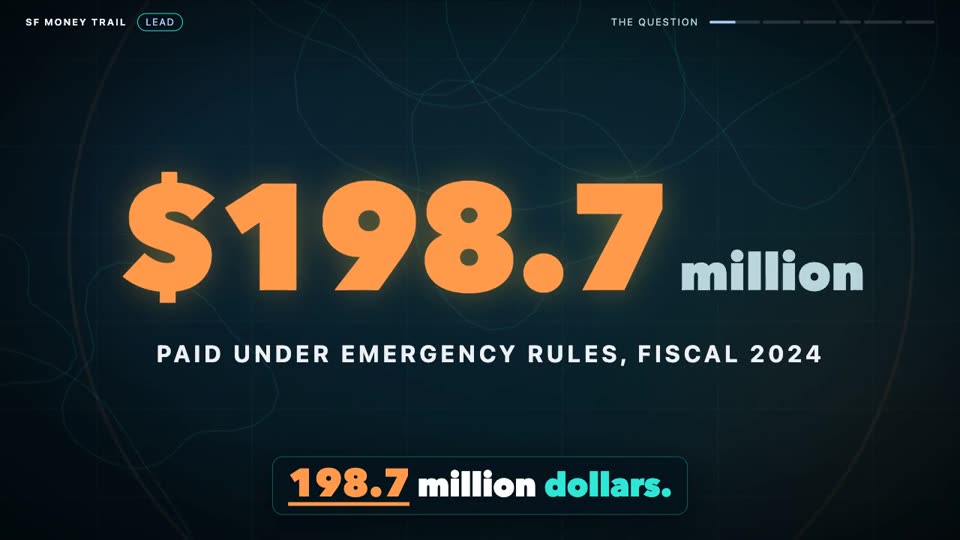 SF MONEY TRAIL LEAD THE QUESTION
$198.7 million
PAID UNDER EMERGENCY RULES, FISCAL 2024
198.7 million dollars.